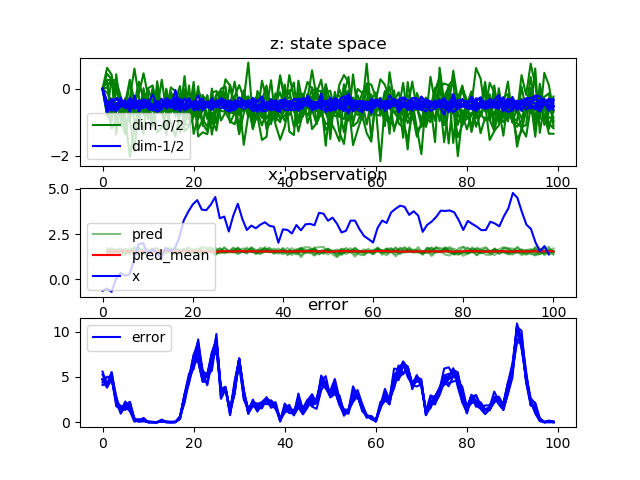 z: state space
0
−2
dim-0/2
dim-1/2
0 20 40 60 80 100
x: observation
5.0
2.5
0.0
pred
pred_mean
x
0 20 40 60 80 100
error
10
5
0
error
0 20 40 60 80 100